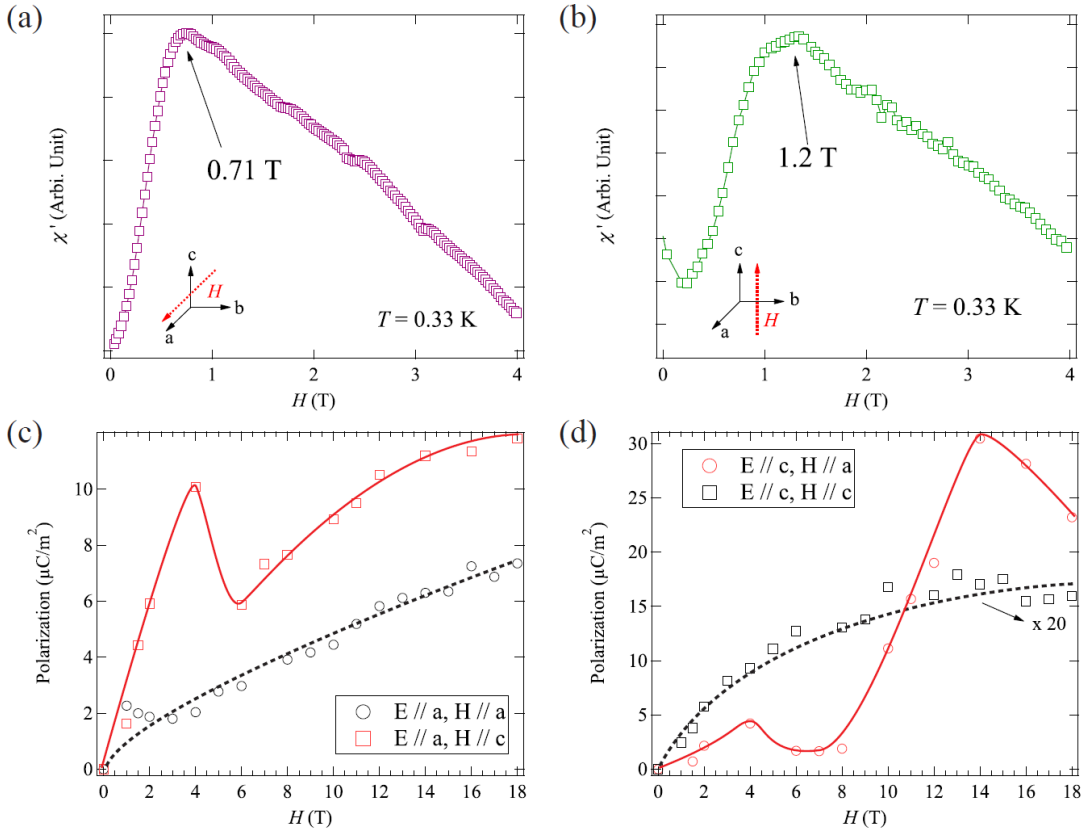 (a)
χ' (Arbi. Unit)
0.71 T
c
H
b
a
T = 0.33 K
0 1 2 3 4
H (T)
(b)
χ' (Arbi. Unit)
1.2 T
c
b
a
H
T = 0.33 K
0 1 2 3 4
H (T)
(c)
Polarization (μC/m²)
10
8
6
4
2
0
E // a, H // a
E // a, H // c
0 2 4 6 8 10 12 14 16 18
H (T)
(d)
Polarization (μC/m²)
30
25
20
15
10
5
0
E // c, H // a
E // c, H // c
x 20
0 2 4 6 8 10 12 14 16 18
H (T)